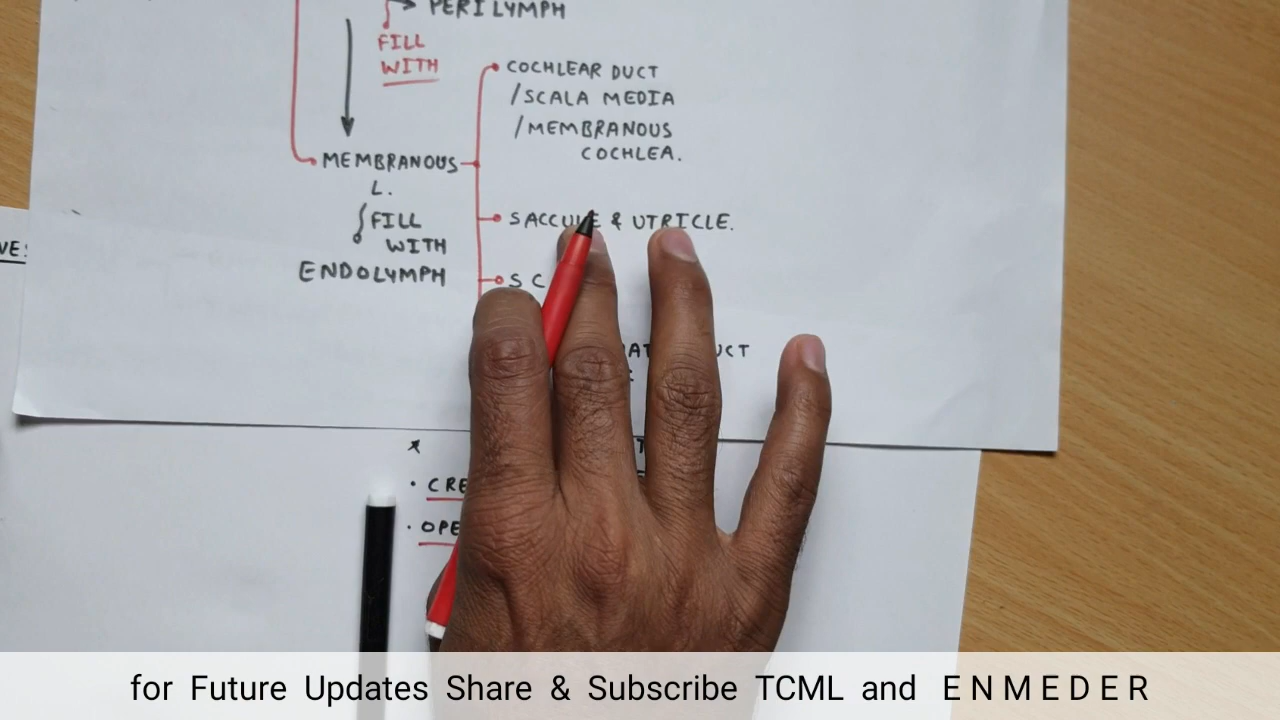 PERILYMPH
FILL
WITH
COCHLEAR DUCT
/SCALA MEDIA
/MEMBRANOUS
COCHLEA.
MEMBRANOUS
L.
SACCULE & UTRICLE.
FILL
WITH
ENDOLYMPH
S C
for Future Updates Share & Subscribe TCML and E N M E D E R